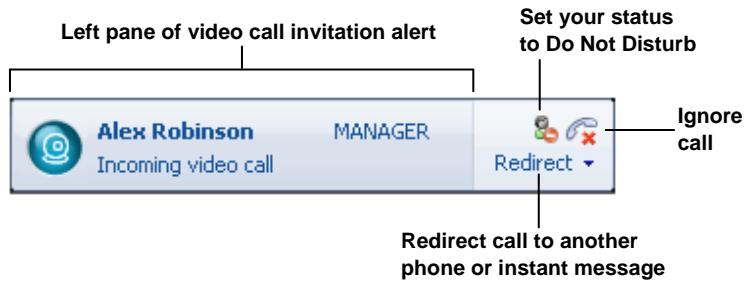 Set your status
to Do Not Disturb
Left pane of video call invitation alert
Alex Robinson MANAGER
Incoming video call
Redirect
Ignore
call
Redirect call to another
phone or instant message